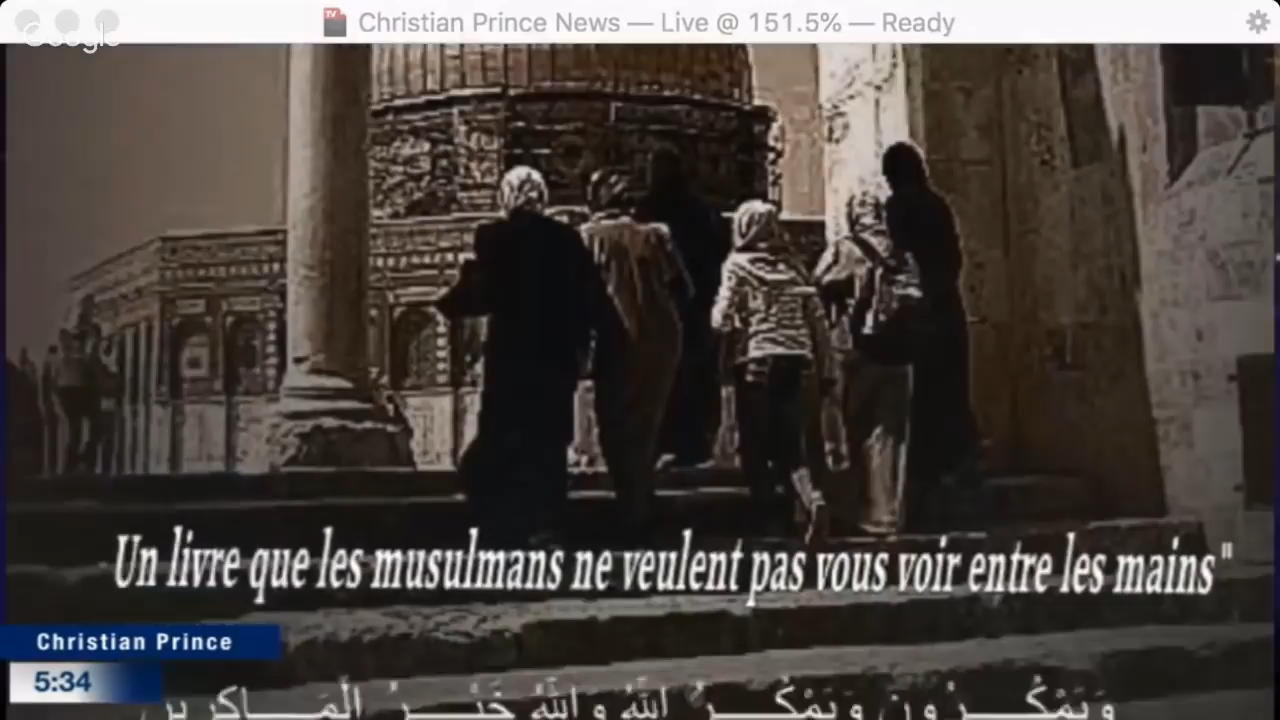 Christian Prince News — Live @ 151.5% — Ready
Google
Un livre que les musulmans ne veulent pas vous voir entre les mains"
Christian Prince
5:34
وَيَمْكُرُونَ وَيَمْكُرُ اللَّهُ وَاللَّهُ خَيْرُ الْمَاكِرِينَ